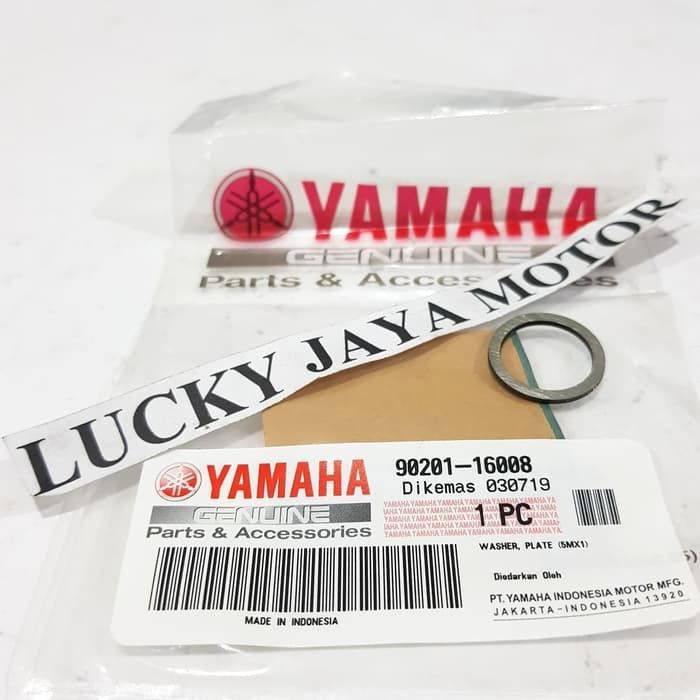 YAMAHA
GENUINE
Parts & Accessories
LUCKY JAYA MOTOR
YAMAHA
GENUINE
Parts & Accessories
90201-16008
Dikemas 030719
1 PC
WASHER, PLATE (5MX1)
Diedarkan Oleh
PT. YAMAHA INDONESIA MOTOR MFG.
JAKARTA-INDONESIA 13920
MADE IN INDONESIA